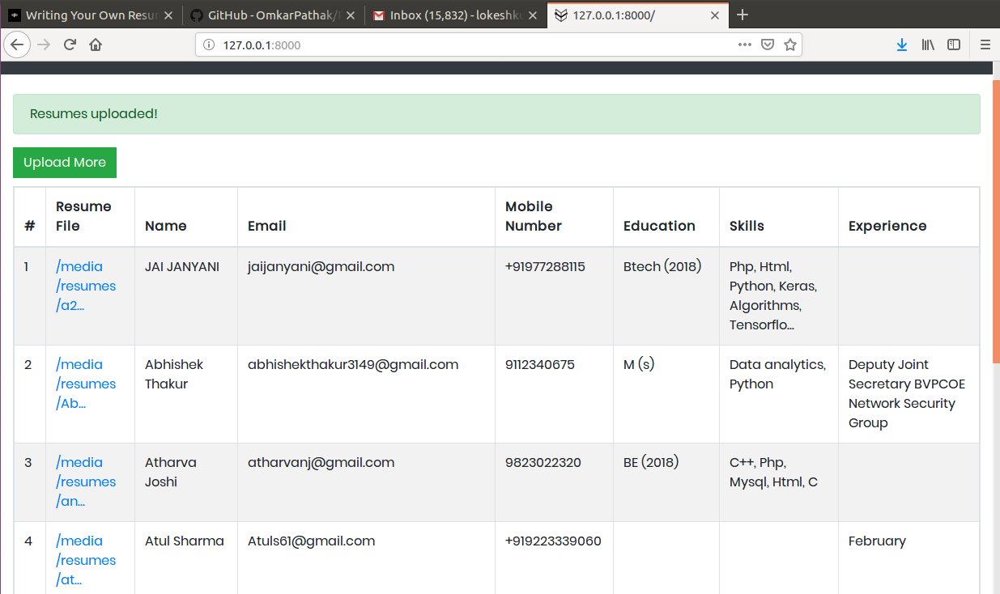 Writing Your Own Resu
GitHub - OmkarPathak/
Inbox (15,832) - lokeshku
127.0.0.1:8000/
127.0.0.1:8000
Resumes uploaded!
Upload More
#
Resume
File
Name
Email
Mobile
Number
Education
Skills
Experience
1
/media
/resumes
/a2...
JAI JANYANI
jaijanyani@gmail.com
+91977288115
Btech (2018)
Php, Html,
Python, Keras,
Algorithms,
Tensorflo...
2
/media
/resumes
/Ab...
Abhishek
Thakur
abhishekthakur3149@gmail.com
9112340675
M (s)
Data analytics,
Python
Deputy Joint
Secretary BVPCOE
Network Security
Group
3
/media
/resumes
/an...
Atharva
Joshi
atharvanj@gmail.com
9823022320
BE (2018)
C++, Php,
Mysql, Html, C
4
/media
/resumes
/at...
Atul Sharma
Atuls61@gmail.com
+919223339060
February